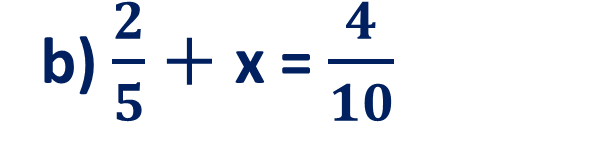 b) 2/5 + x = 4/10